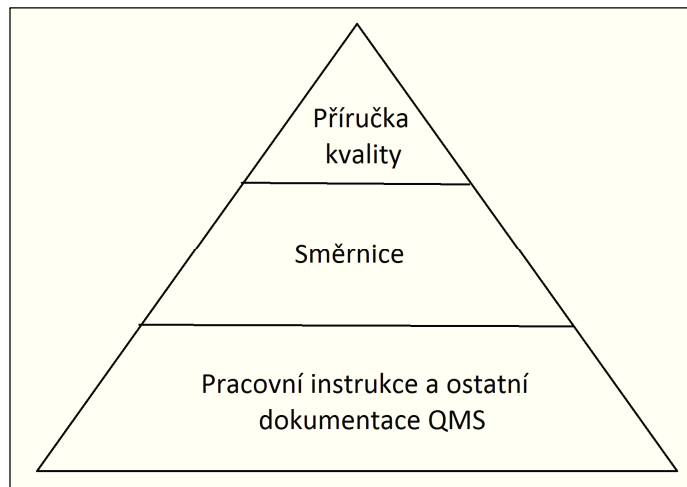 Příručka
kvality
Směrnice
Pracovní instrukce a ostatní
dokumentace QMS